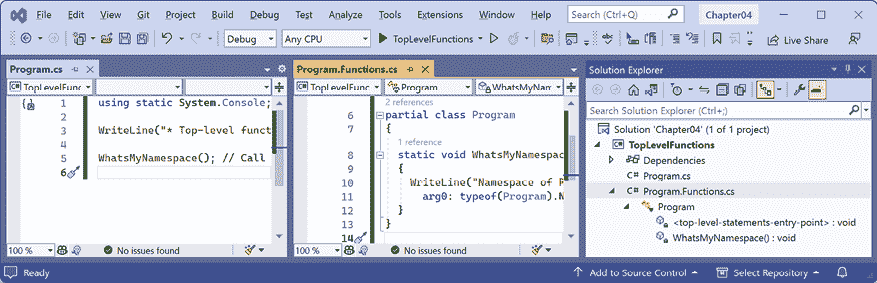 File Edit View Git Project Build Debug Test Analyze Tools Extensions Window Help Search (Ctrl+Q) Chapter04
Debug Any CPU TopLevelFunctions Live Share
Program.cs
TopLevelFunc
1 using static System.Console;
2
3 WriteLine("* Top-level funct
4
5 WhatsMyNamespace(); // Call
6
100 % No issues found
Program.Functions.cs
TopLevelFunc Program WhatsMyNam
2 references
6 partial class Program
7 {
1 reference
8 static void WhatsMyNamespac
9 {
10 WriteLine("Namespace of P
11 arg0: typeof(Program).N
12 }
13 }
14
100 % No issues found
Solution Explorer
Search Solution Explorer (Ctrl+;)
Solution 'Chapter04' (1 of 1 project)
TopLevelFunctions
Dependencies
C# Program.cs
C# Program.Functions.cs
Program
<top-level-statements-entry-point> : void
WhatsMyNamespace() : void
Ready Add to Source Control Select Repository